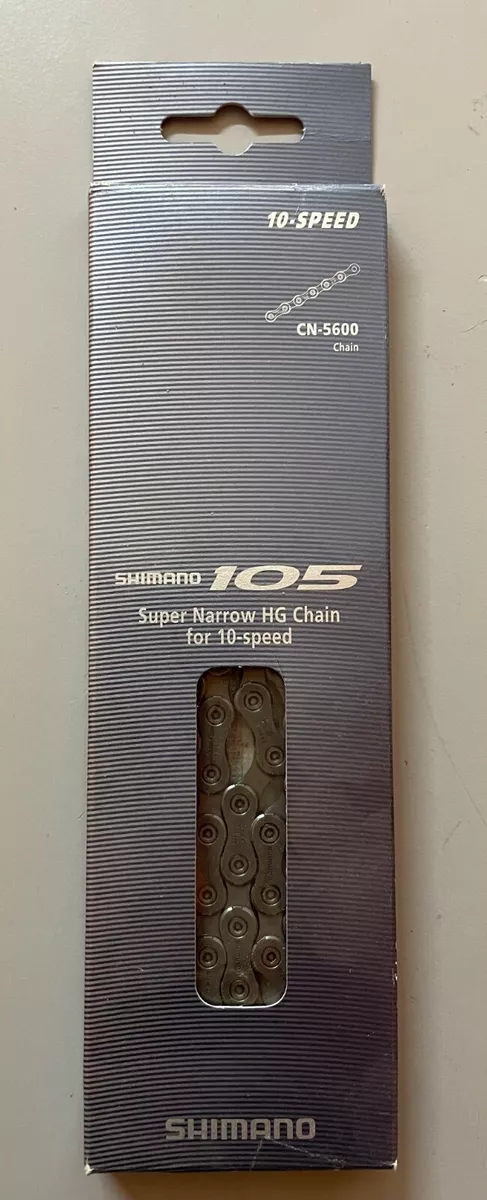 10-SPEED
CN-5600
Chain
SHIMANO 105
Super Narrow HG Chain
for 10-speed
SHIMANO